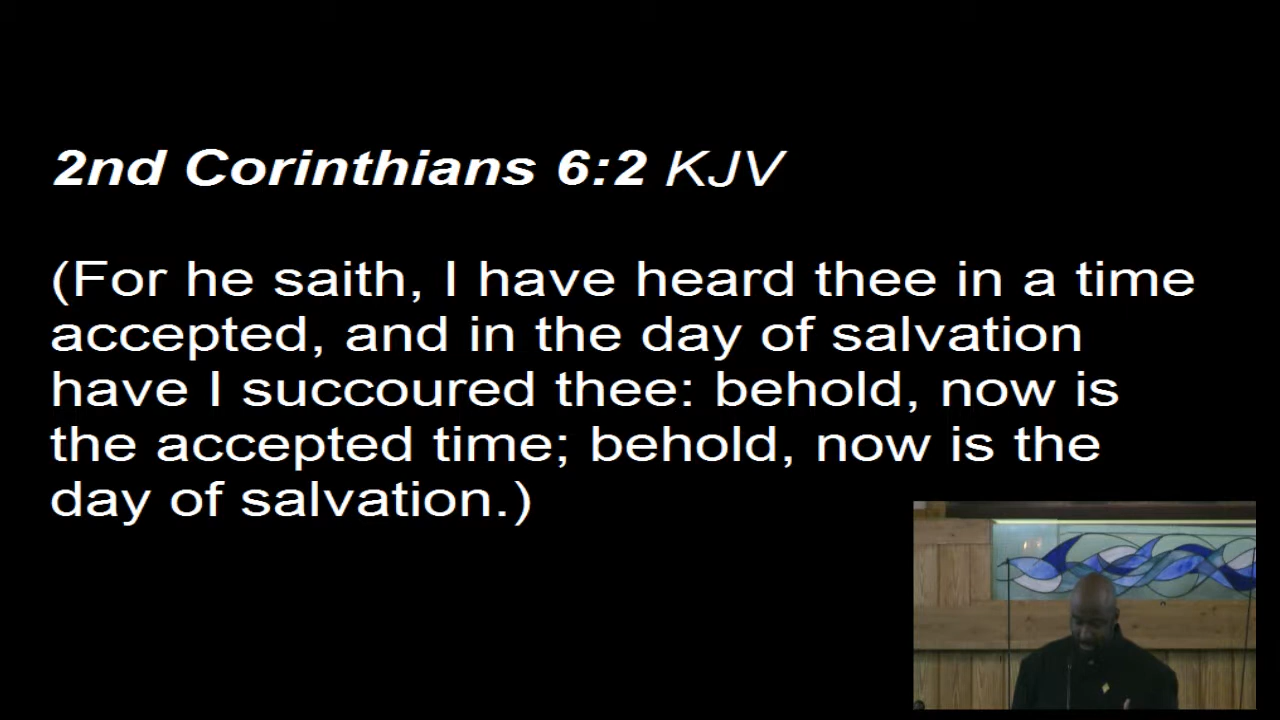 2nd Corinthians 6:2 KJV
(For he saith, I have heard thee in a time
accepted, and in the day of salvation
have I succoured thee: behold, now is
the accepted time; behold, now is the
day of salvation.)